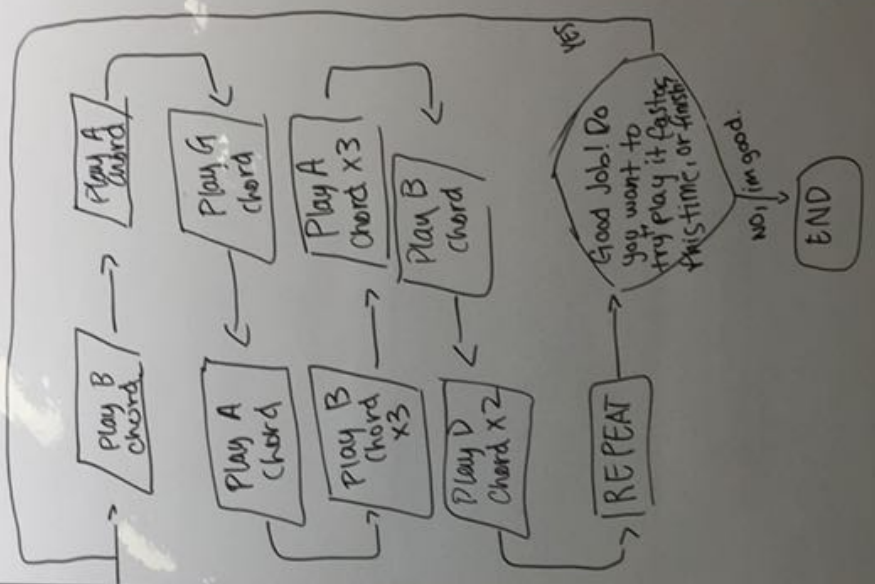 Play B
chord
Play A
chord
Play G
chord
Play A
chord
Play B
chord
x3
Play A
chord x3
Play B
chord
Play D
chord x2
REPEAT
Good Job! Do
you want to
try play it faster
this time, or finish?
YES
NO, im good.
END